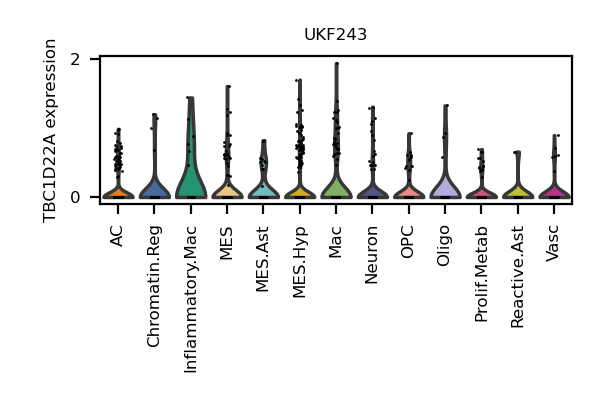 UKF243
TBC1D22A expression
2
0
AC
Chromatin.Reg
Inflammatory.Mac
MES
MES.Ast
MES.Hyp
Mac
Neuron
OPC
Oligo
Prolif.Metab
Reactive.Ast
Vasc